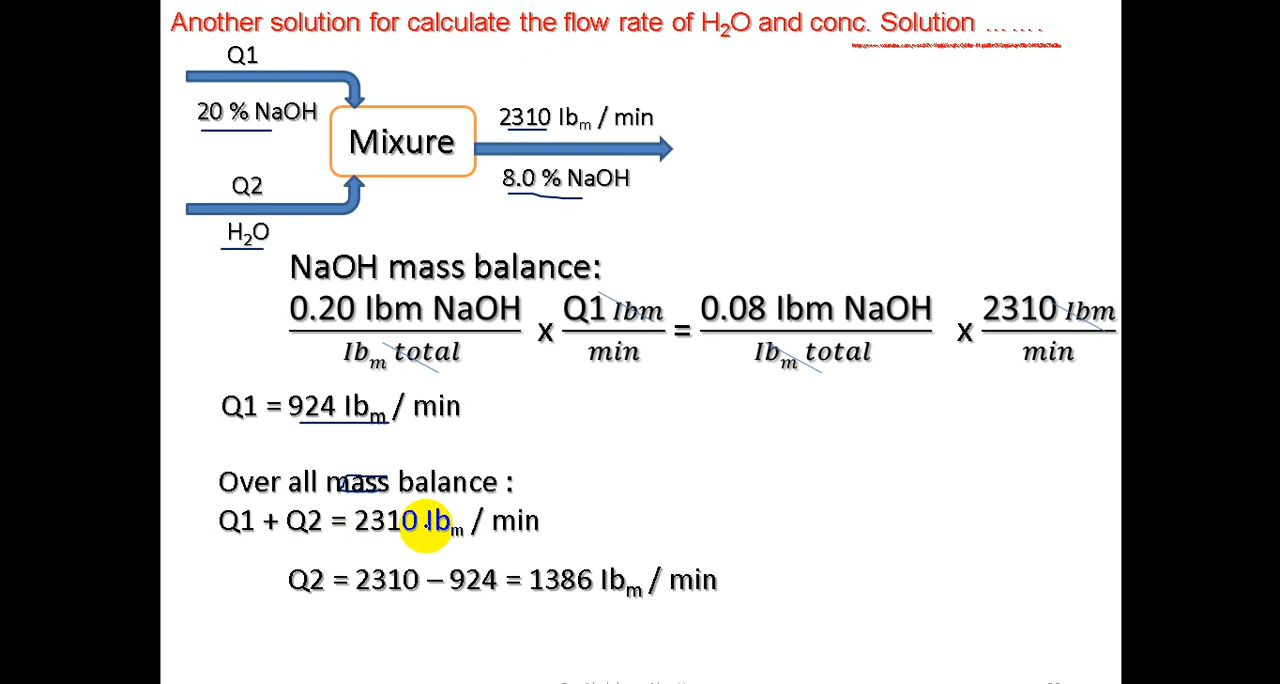 Another solution for calculate the flow rate of H₂O and conc. Solution …….
Q1
20 % NaOH
Mixure
2310 Ibm / min
8.0 % NaOH
Q2
H₂O
NaOH mass balance:
0.20 Ibm NaOH / Ibm total x Q1 Ibm / min = 0.08 Ibm NaOH / Ibm total x 2310 Ibm / min
Q1 = 924 Ibm / min
Over all mass balance :
Q1 + Q2 = 2310 Ibm / min
Q2 = 2310 – 924 = 1386 Ibm / min